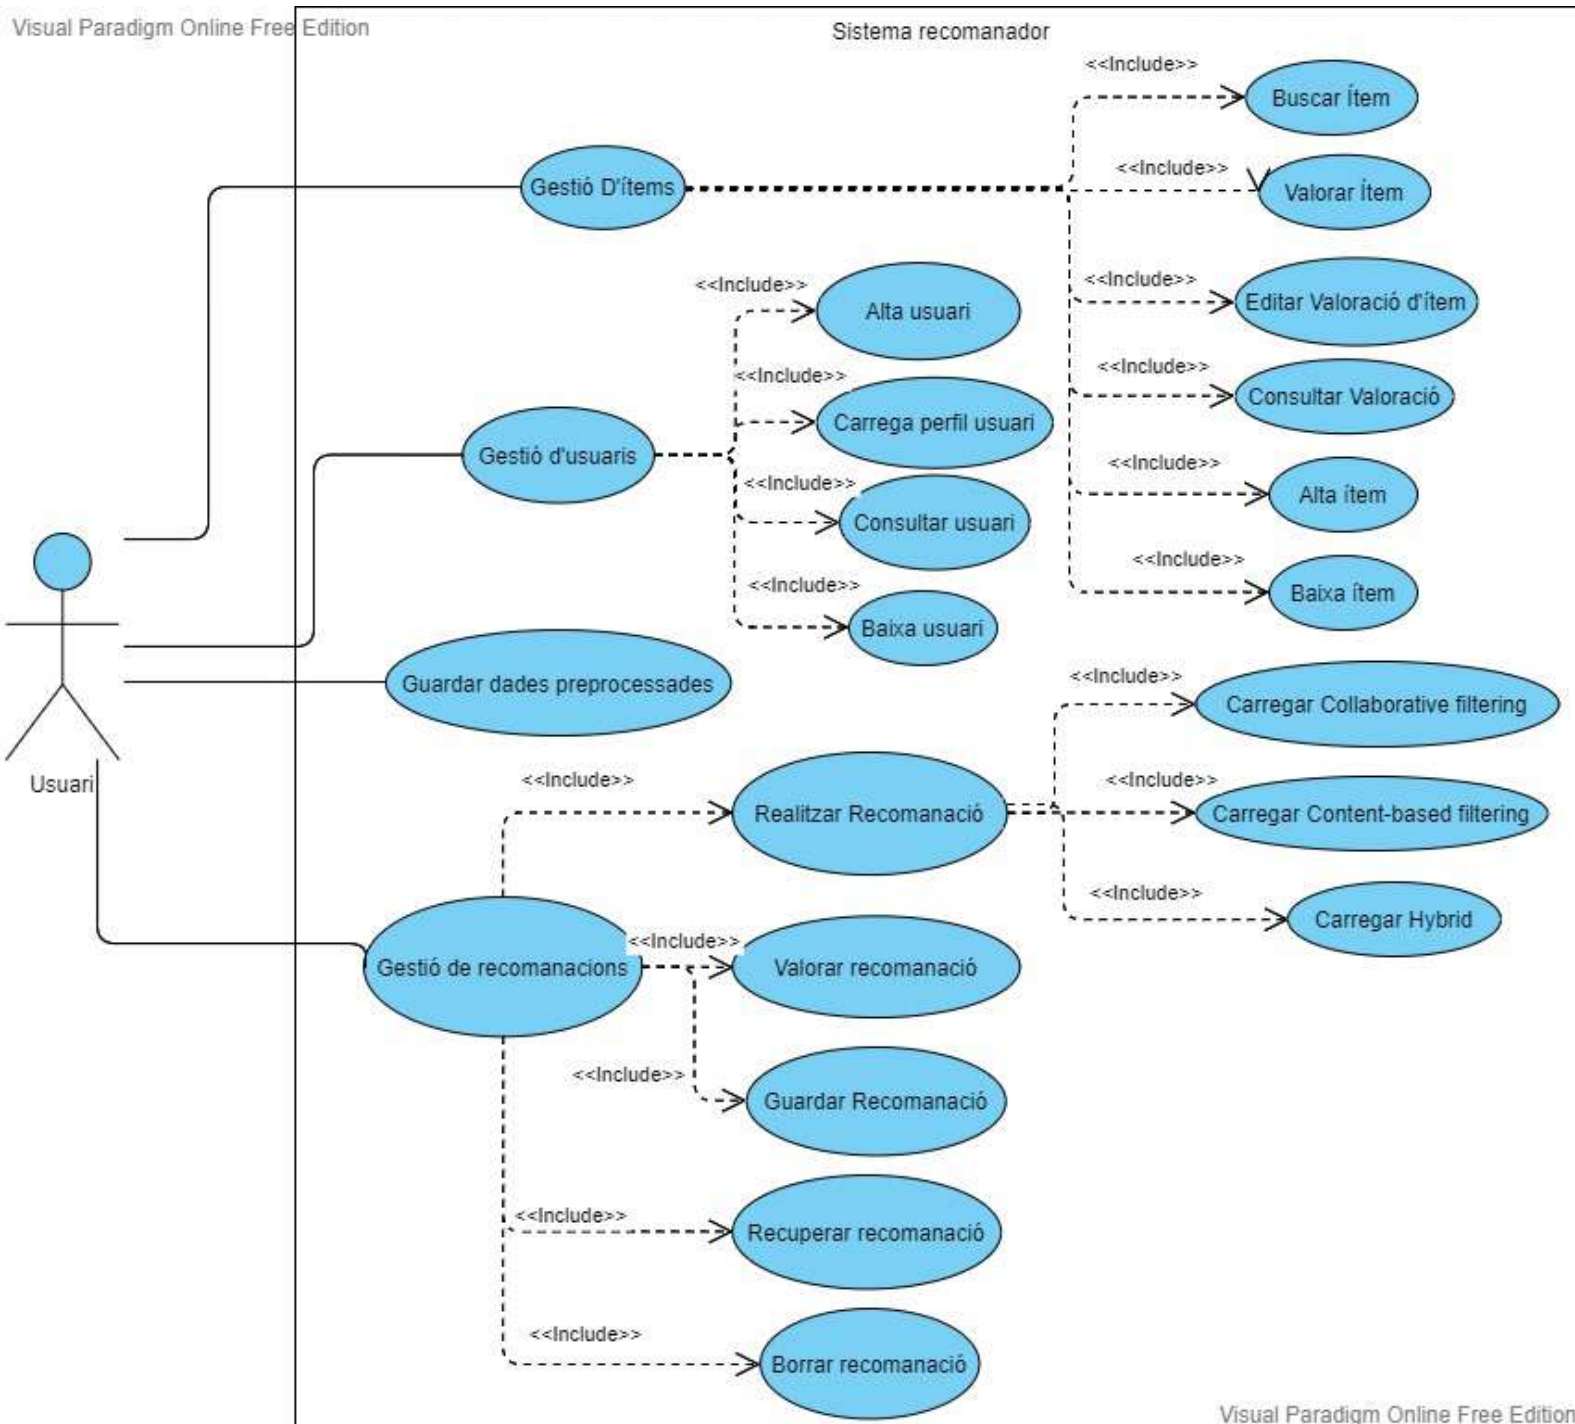 Visual Paradigm Online Free Edition
Sistema recomanador
<<Include>>
Buscar Ítem
<<Include>>
Gestió D'ítems
Valorar Ítem
<<Include>>
Alta usuari
<<Include>>
Editar Valoració d'ítem
<<Include>>
Carrega perfil usuari
<<Include>>
Consultar Valoració
Gestió d'usuaris
<<Include>>
Consultar usuari
<<Include>>
Alta ítem
<<Include>>
Baixa usuari
<<Include>>
Baixa ítem
Guardar dades preprocessades
Usuari
<<Include>>
Realitzar Recomanació
<<Include>>
Carregar Collaborative filtering
<<Include>>
Carregar Content-based filtering
<<Include>>
Carregar Hybrid
Gestió de recomanacions
<<Include>>
Valorar recomanació
<<Include>>
Guardar Recomanació
<<Include>>
Recuperar recomanació
<<Include>>
Borrar recomanació
Visual Paradigm Online Free Edition